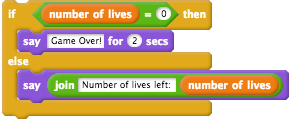 if number of lives = 0 then
say Game Over! for 2 secs
else
say join Number of lives left: number of lives